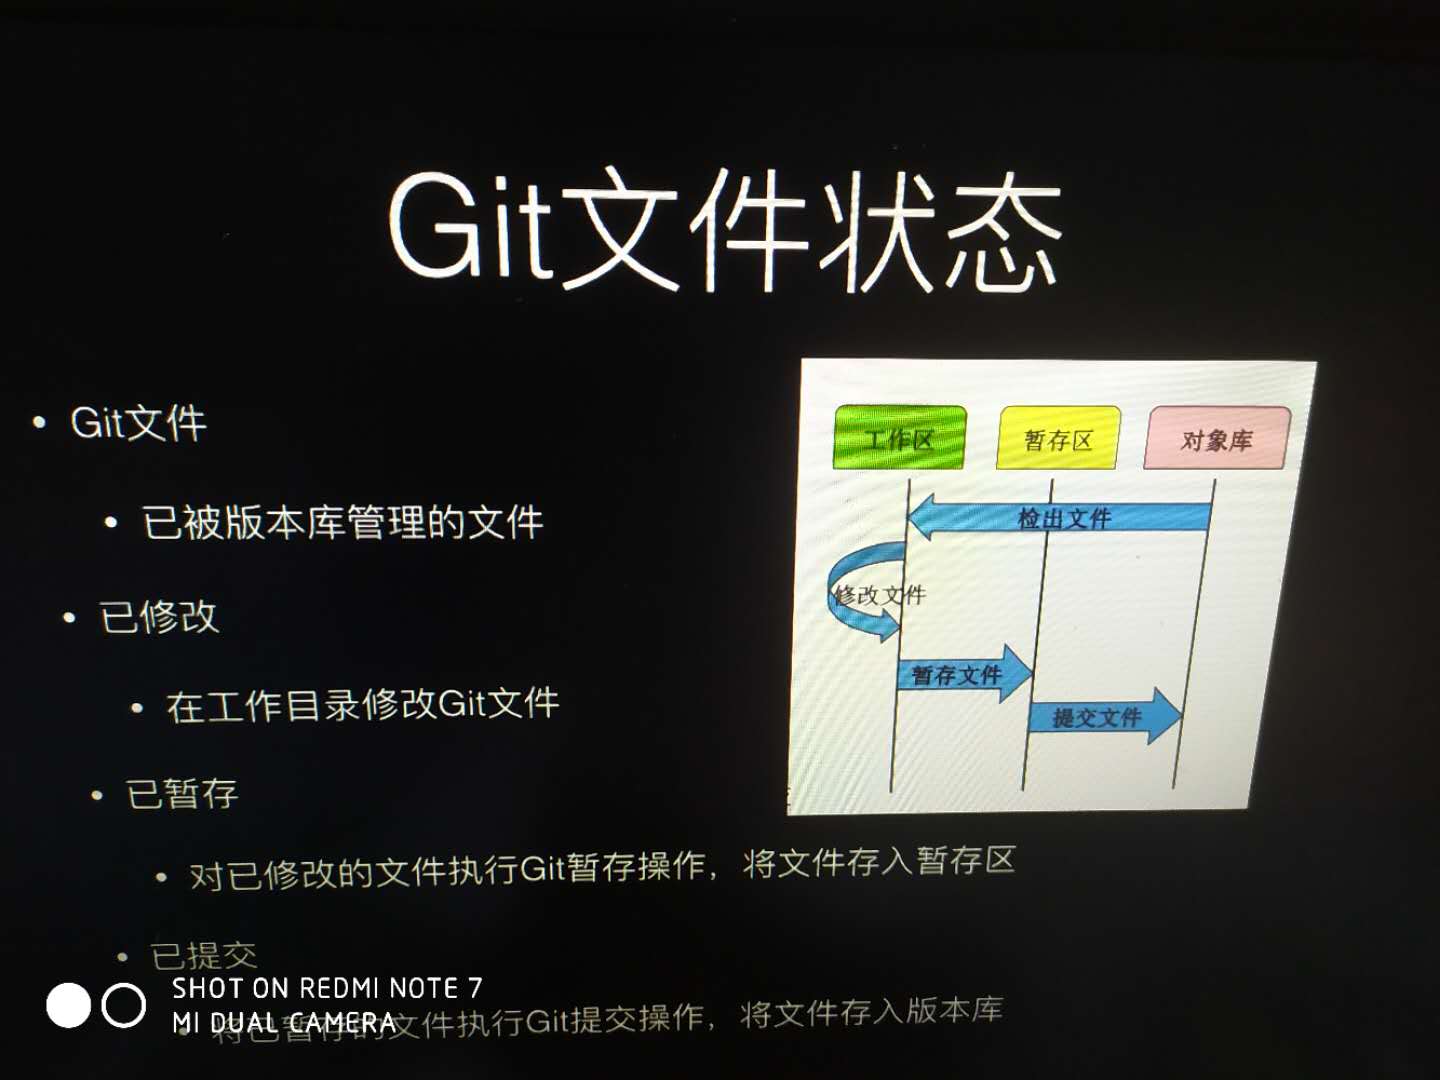 Git文件状态
Git文件
已被版本库管理的文件
已修改
在工作目录修改Git文件
已暂存
对已修改的文件执行Git暂存操作，将文件存入暂存区
已提交
将已暂存的文件执行Git提交操作，将文件存入版本库
工作区
暂存区
对象库
检出文件
修改文件
暂存文件
提交文件
SHOT ON REDMI NOTE 7
MI DUAL CAMERA